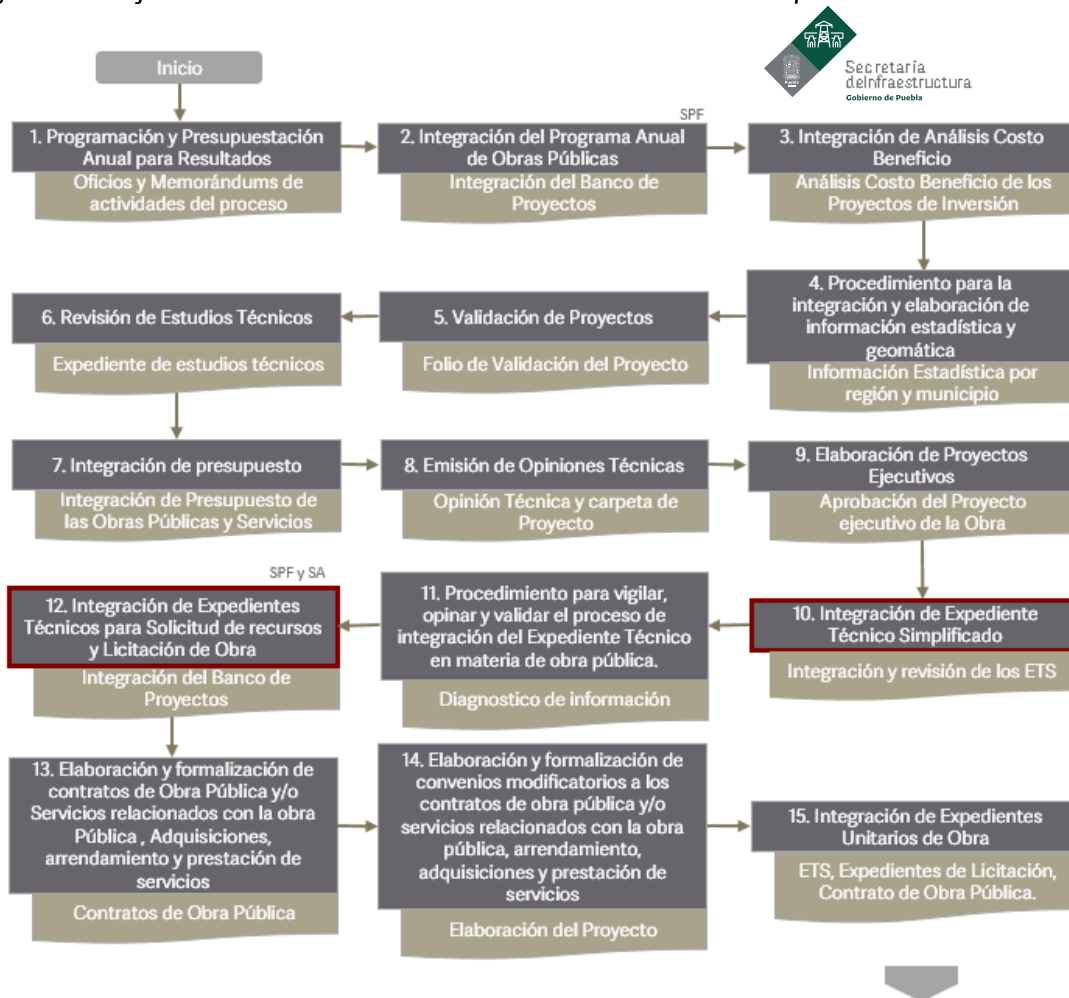 Inicio
Secretaría
deInfraestructura
Gobierno de Puebla
1. Programación y Presupuestación
Anual para Resultados
Oficios y Memorándums de
actividades del proceso
SPF
2. Integración del Programa Anual
de Obras Públicas
Integración del Banco de
Proyectos
3. Integración de Análisis Costo
Beneficio
Análisis Costo Beneficio de los
Proyectos de Inversión
4. Procedimiento para la
integración y elaboración de
información estadística y
geomática
Información Estadística por
región y municipio
5. Validación de Proyectos
Folio de Validación del Proyecto
6. Revisión de Estudios Técnicos
Expediente de estudios técnicos
7. Integración de presupuesto
Integración de Presupuesto de
las Obras Públicas y Servicios
8. Emisión de Opiniones Técnicas
Opinión Técnica y carpeta de
Proyecto
9. Elaboración de Proyectos
Ejecutivos
Aprobación del Proyecto
ejecutivo de la Obra
10. Integración de Expediente
Técnico Simplificado
Integración y revisión de los ETS
11. Procedimiento para vigilar,
opinar y validar el proceso de
integración del Expediente Técnico
en materia de obra pública.
Diagnostico de información
SPF y SA
12. Integración de Expedientes
Técnicos para Solicitud de recursos
y Licitación de Obra
Integración del Banco de
Proyectos
13. Elaboración y formalización de
contratos de Obra Pública y/o
Servicios relacionados con la obra
Pública , Adquisiciones,
arrendamiento y prestación de
servicios
Contratos de Obra Pública
14. Elaboración y formalización de
convenios modificatorios a los
contratos de obra pública y/o
servicios relacionados con la obra
pública, arrendamiento,
adquisiciones y prestación de
servicios
Elaboración del Proyecto
15. Integración de Expedientes
Unitarios de Obra
ETS, Expedientes de Licitación,
Contrato de Obra Pública.